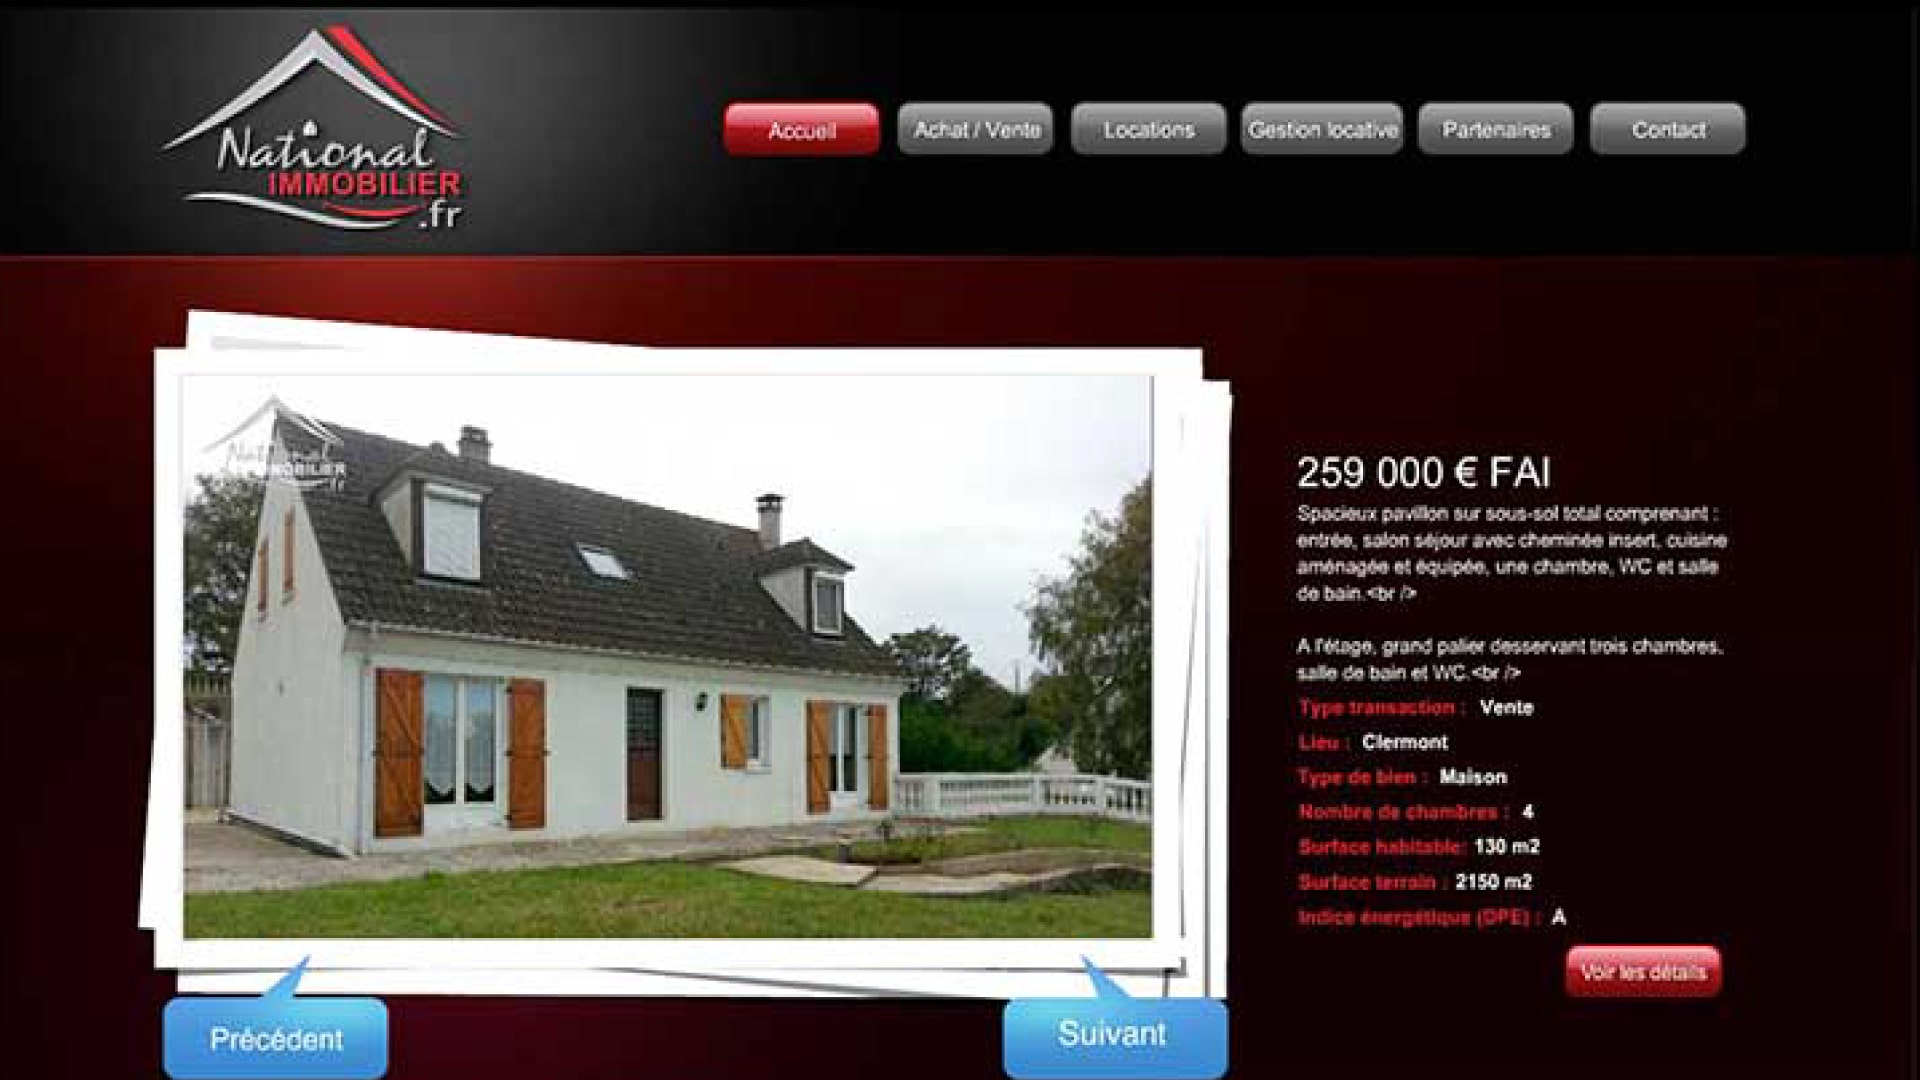 National
IMMOBILIER
.fr
Accueil
Achat / Vente
Locations
Gestion locative
Partenaires
Contact
National
IMMOBILIER
.fr
259 000 € FAI
Spacieux pavillon sur sous-sol total comprenant :
entrée, salon séjour avec cheminée insert, cuisine
aménagée et équipée, une chambre, WC et salle
de bain.<br />
A l'étage, grand palier desservant trois chambres,
salle de bain et WC.<br />
Type transaction : Vente
Lieu : Clermont
Type de bien : Maison
Nombre de chambres : 4
Surface habitable: 130 m2
Surface terrain : 2150 m2
Indice énergétique (DPE) : A
Voir les détails
Précédent
Suivant